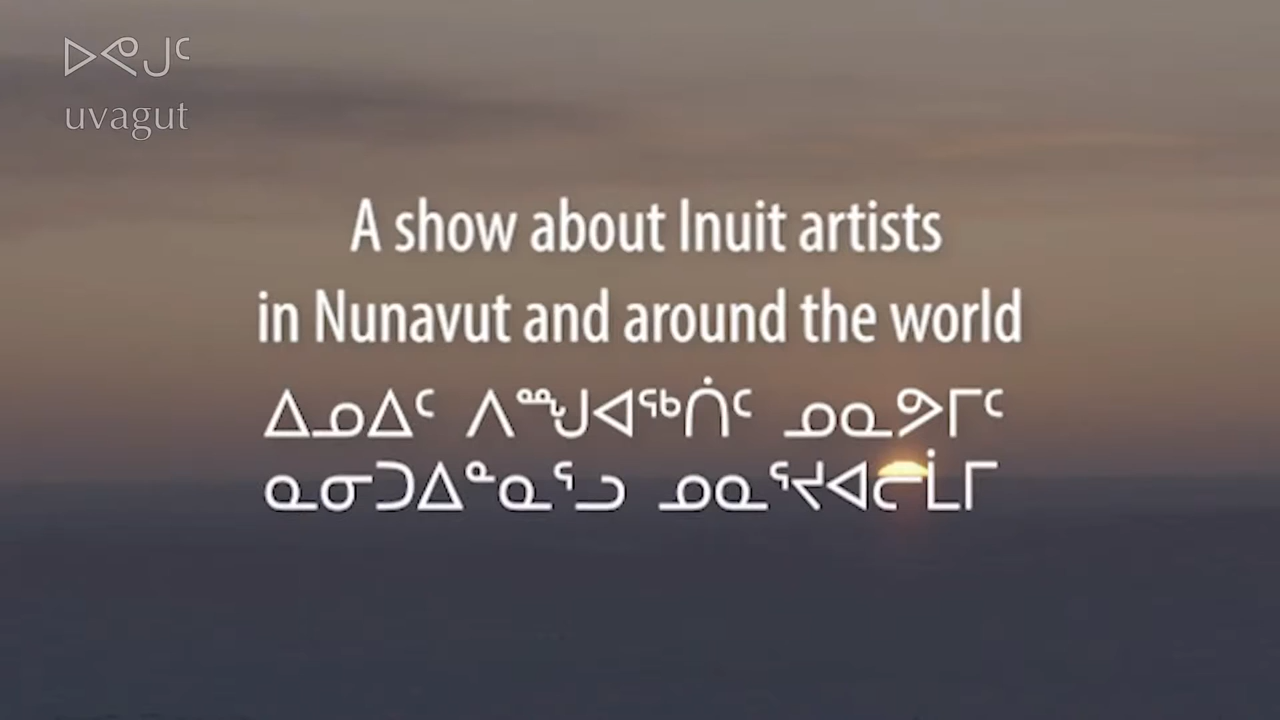 ᐅᕙᒍᑦ
uvagut
A show about Inuit artists
in Nunavut and around the world
ᐃᓄᐃᑦ ᐱᙳᐊᖅᑏᑦ ᓄᓇᕗᒥᑦ
ᓇᓂᑐᐃᓐᓇᕐᓗ ᓄᓇᕐᔪᐊᓕᒫᒥ